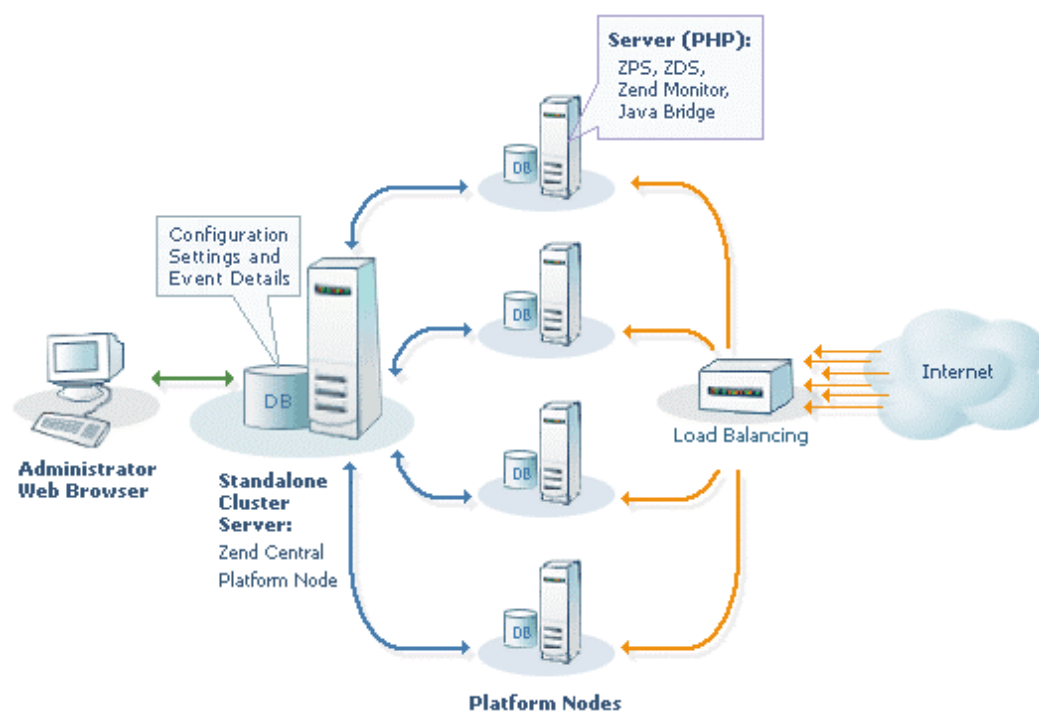 Server (PHP):
ZPS, ZDS,
Zend Monitor,
Java Bridge
DB
Configuration
Settings and
Event Details
DB
DB
Internet
Load Balancing
DB
Administrator
Web Browser
Standalone
Cluster
Server:
Zend Central
Platform Node
DB
Platform Nodes